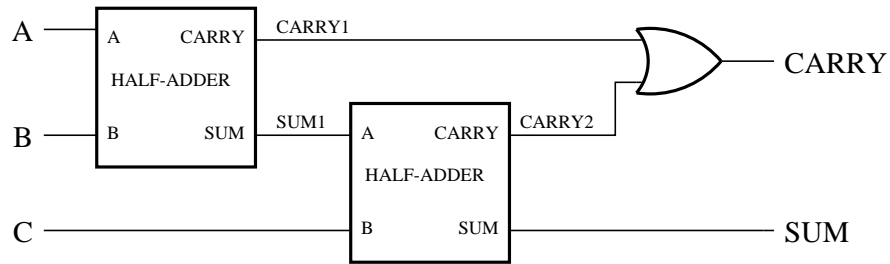 A
A CARRY
CARRY1
HALF-ADDER
CARRY
B
B SUM
SUM1
A CARRY
CARRY2
HALF-ADDER
C
B SUM
SUM